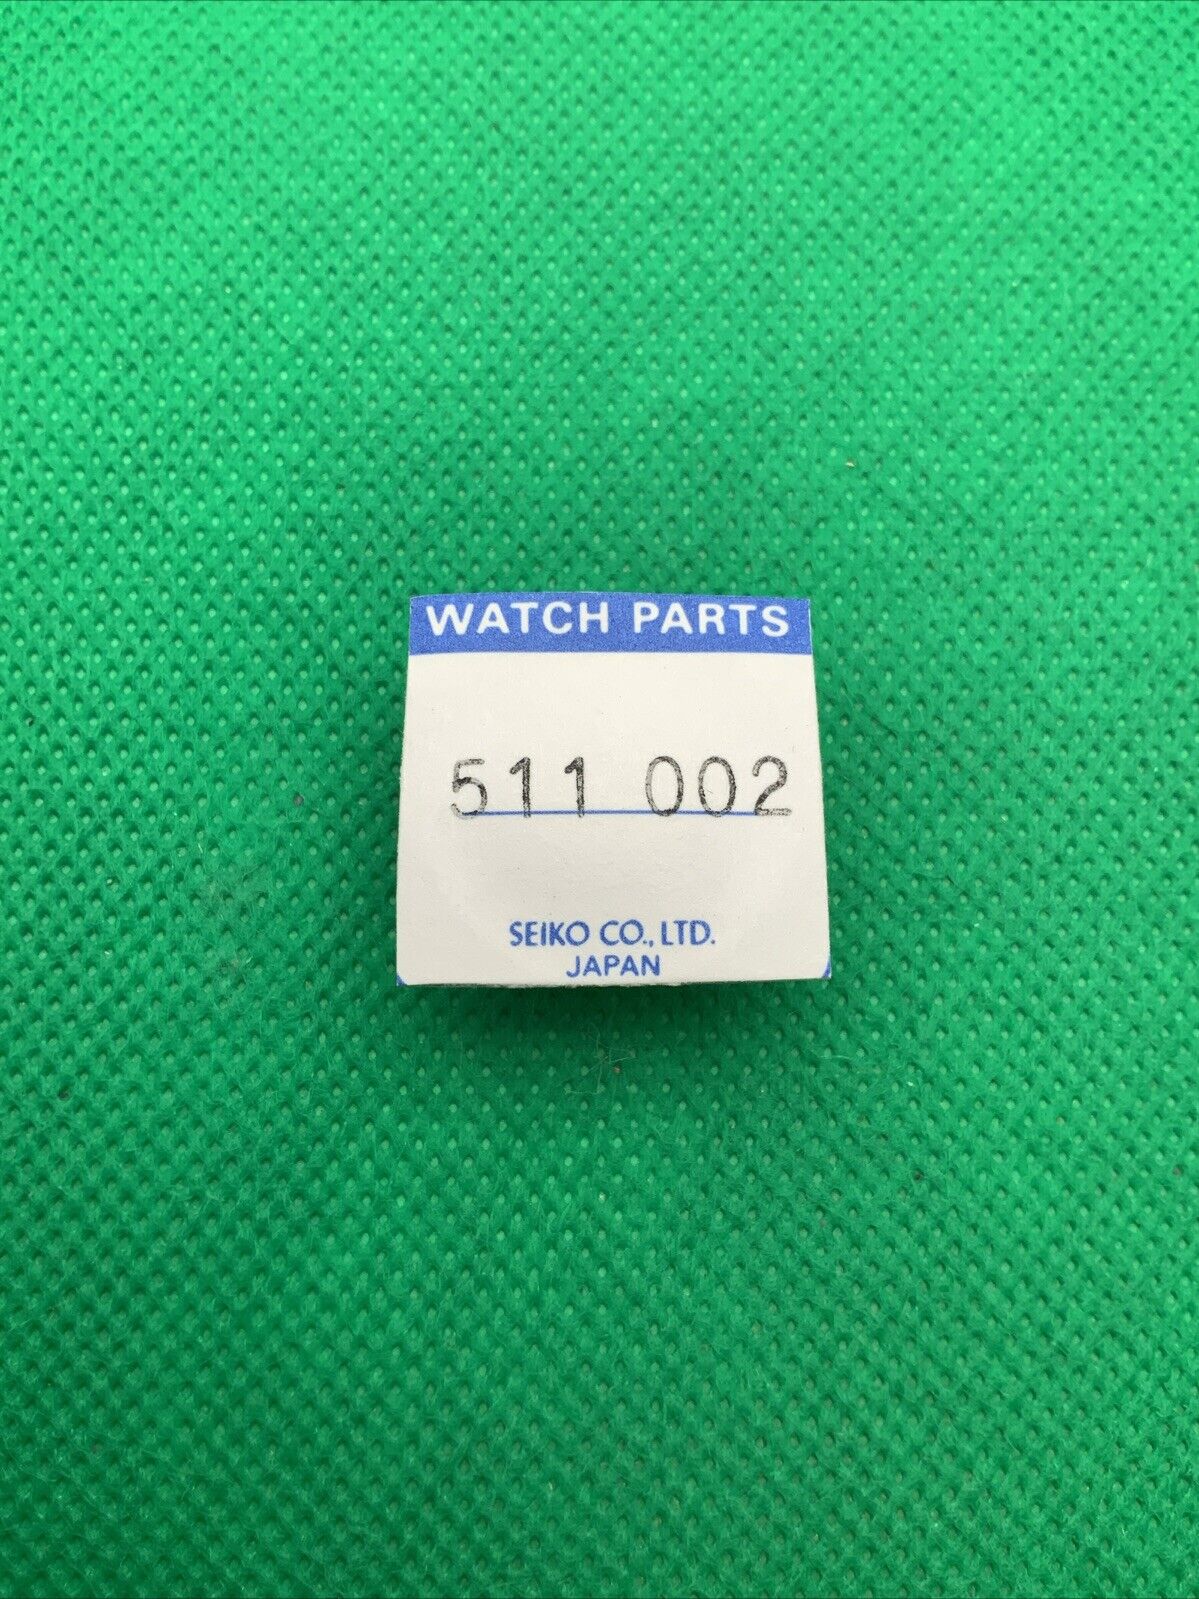 WATCH PARTS
511 002
SEIKO CO., LTD.
JAPAN